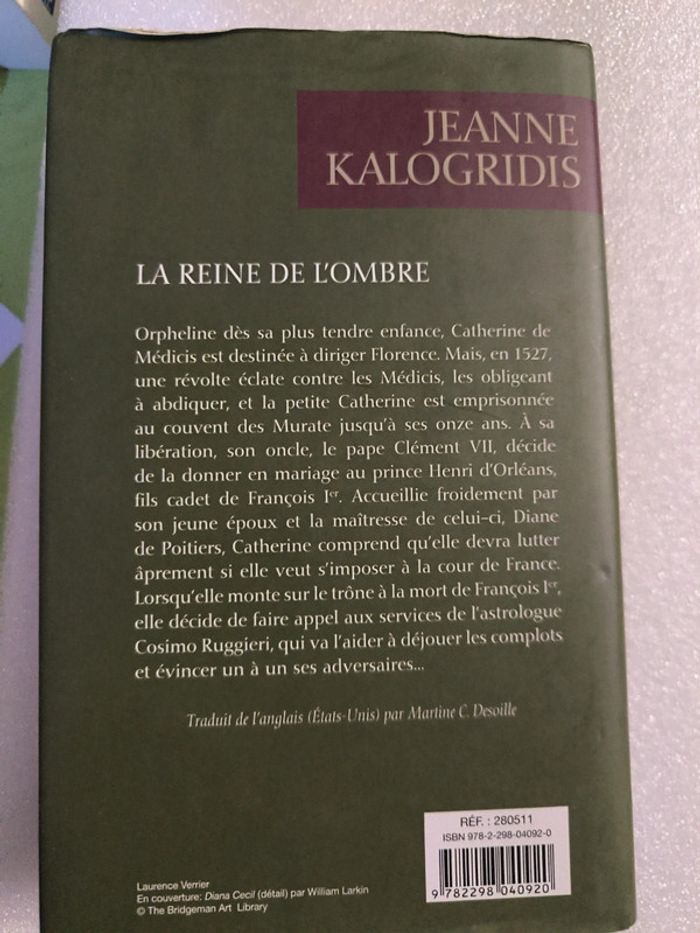 JEANNE
KALOGRIDIS
LA REINE DE L'OMBRE
Orpheline dès sa plus tendre enfance, Catherine de
Médicis est destinée à diriger Florence. Mais, en 1527,
une révolte éclate contre les Médicis, les obligeant
à abdiquer, et la petite Catherine est emprisonnée
au couvent des Murate jusqu'à ses onze ans. À sa
libération, son oncle, le pape Clément VII, décide
de la donner en mariage au prince Henri d'Orléans,
fils cadet de François Ier. Accueillie froidement par
son jeune époux et la maîtresse de celui-ci, Diane
de Poitiers, Catherine comprend qu'elle devra lutter
âprement si elle veut s'imposer à la cour de France.
Lorsqu'elle monte sur le trône à la mort de François Ier,
elle décide de faire appel aux services de l'astrologue
Cosimo Ruggieri, qui va l'aider à déjouer les complots
et évincer un à un ses adversaires...
Traduit de l'anglais (États-Unis) par Martine C. Desoille
RÉF. : 280511
ISBN 978-2-298-04092-0
9 782298 040920
Laurence Verrier
En couverture: Diana Cecil (détail) par William Larkin
© The Bridgeman Art Library